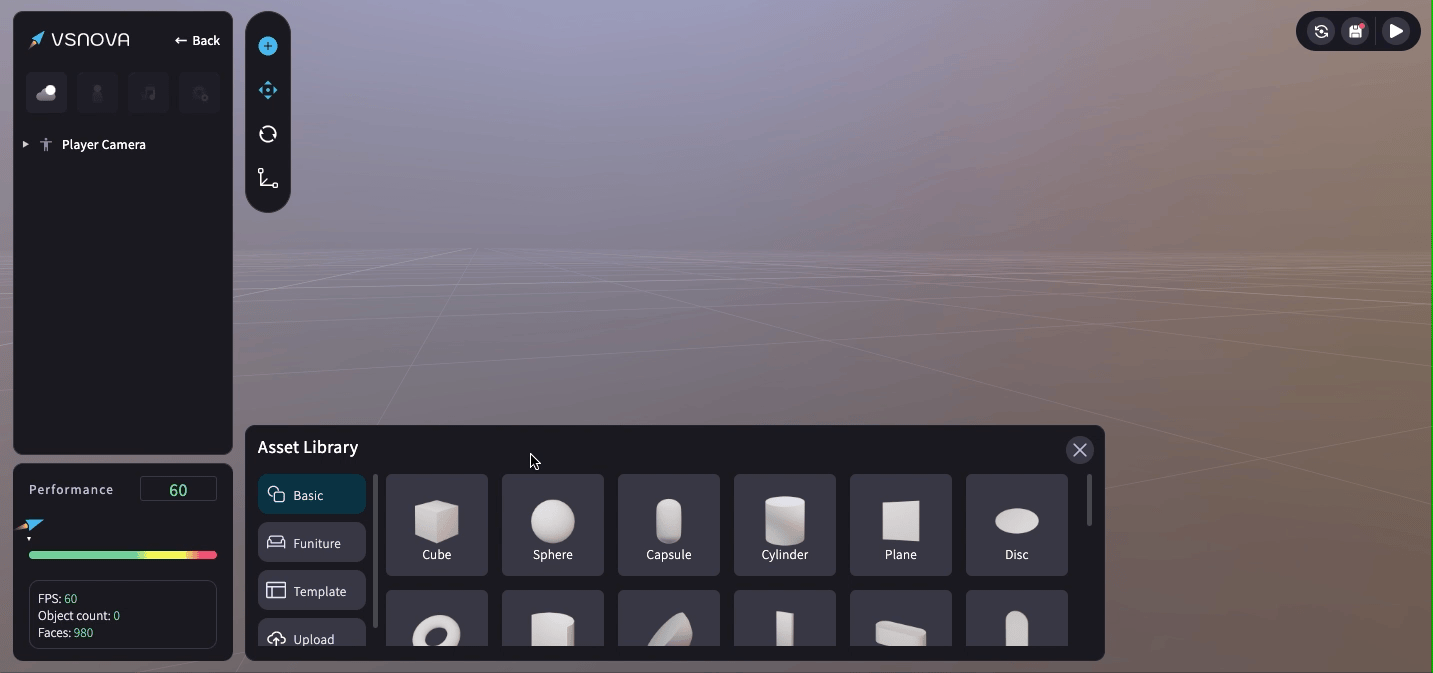 VSNOVA
← Back
Player Camera
Performance
60
FPS: 60
Object count: 0
Faces: 980
Asset Library
Basic
Funiture
Template
Upload
Cube
Sphere
Capsule
Cylinder
Plane
Disc